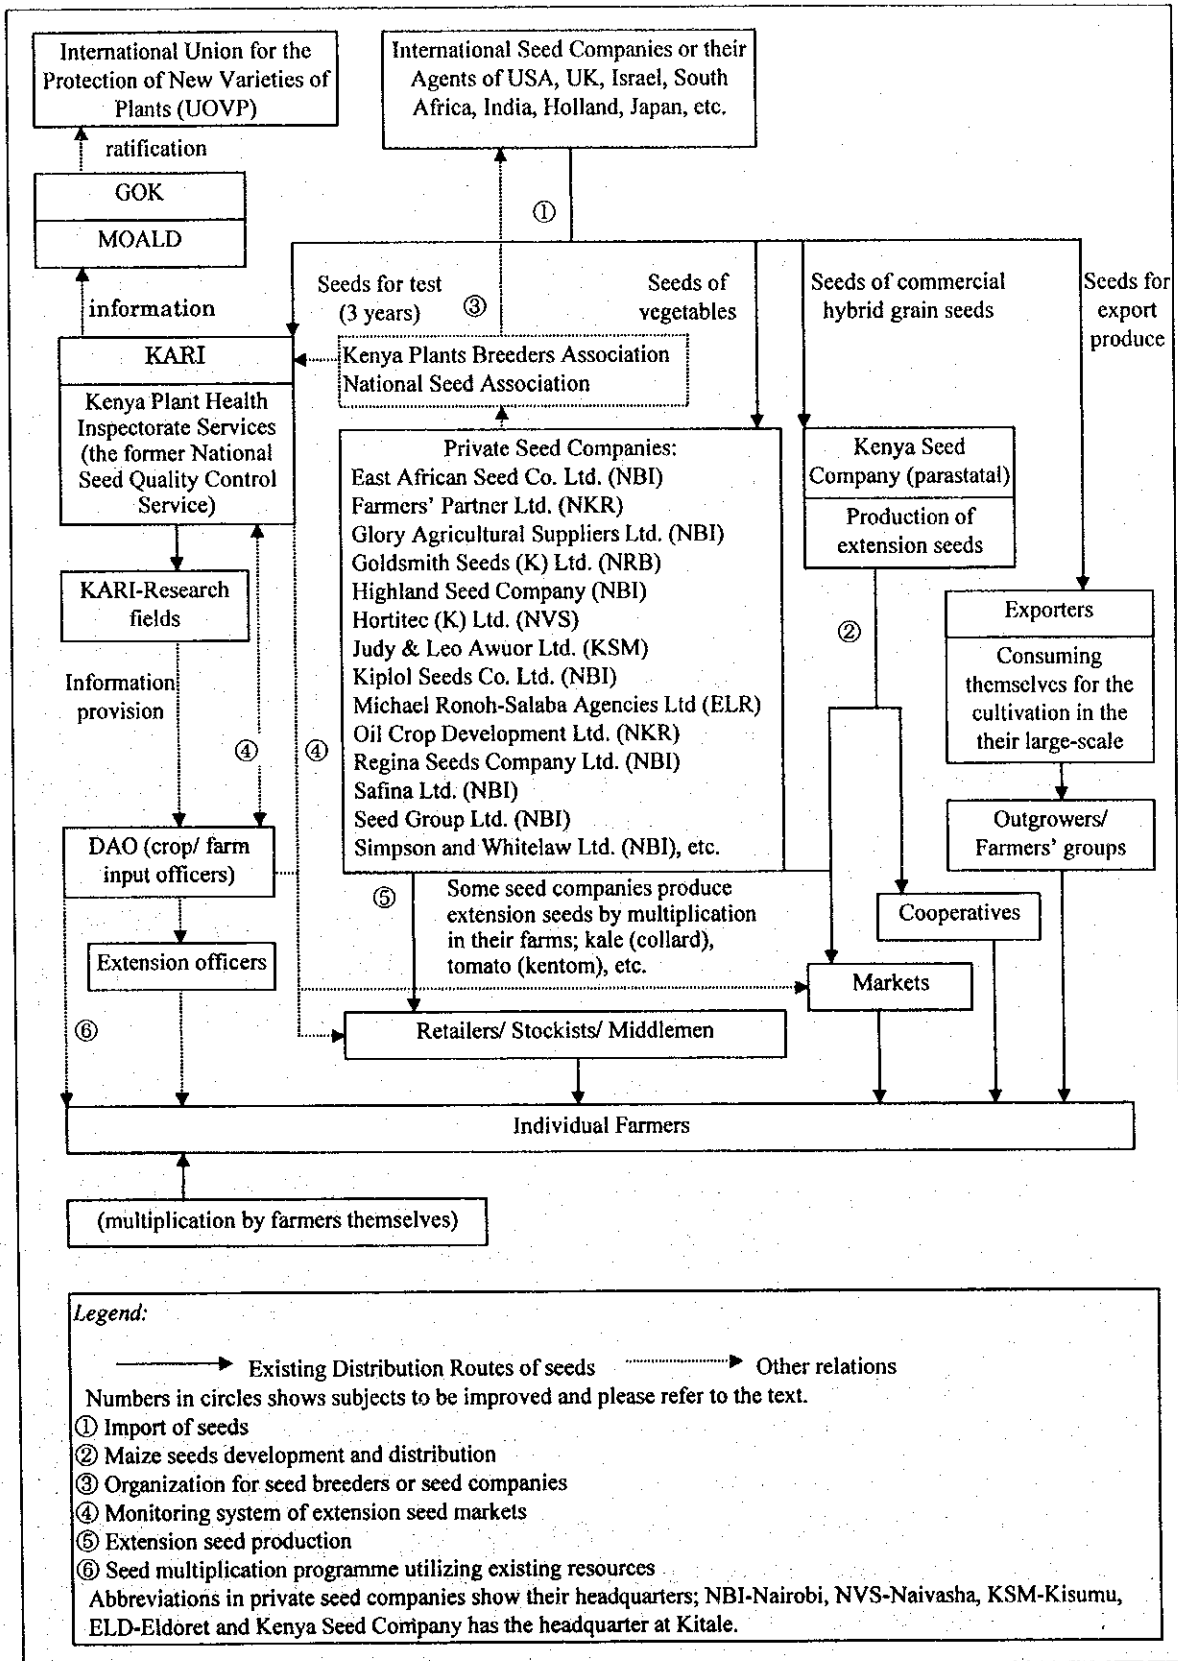 International Union for the
Protection of New Varieties of
Plants (UOVP)
International Seed Companies or their
Agents of USA, UK, Israel, South
Africa, India, Holland, Japan, etc.
ratification
GOK
MOALD
①
information
Seeds for test
(3 years)
③
Seeds of
vegetables
Seeds of commercial
hybrid grain seeds
Seeds for
export
produce
KARI
Kenya Plant Health
Inspectorate Services
(the former National
Seed Quality Control
Service)
Kenya Plants Breeders Association
National Seed Association
Private Seed Companies:
East African Seed Co. Ltd. (NBI)
Farmers' Partner Ltd. (NKR)
Glory Agricultural Suppliers Ltd. (NBI)
Goldsmith Seeds (K) Ltd. (NRB)
Highland Seed Company (NBI)
Hortitec (K) Ltd. (NVS)
Judy & Leo Awuor Ltd. (KSM)
Kiplol Seeds Co. Ltd. (NBI)
Michael Ronoh-Salaba Agencies Ltd (ELR)
Oil Crop Development Ltd. (NKR)
Regina Seeds Company Ltd. (NBI)
Safina Ltd. (NBI)
Seed Group Ltd. (NBI)
Simpson and Whitelaw Ltd. (NBI), etc.
Kenya Seed
Company (parastatal)
Production of
extension seeds
KARI-Research
fields
②
Exporters
Consuming
themselves for the
cultivation in the
their large-scale
Information
provision
④
④
Outgrowers/
Farmers' groups
DAO (crop/ farm
input officers)
⑤
Some seed companies produce
extension seeds by multiplication
in their farms; kale (collard),
tomato (kentom), etc.
Cooperatives
Extension officers
Markets
⑥
Retailers/ Stockists/ Middlemen
Individual Farmers
(multiplication by farmers themselves)
Legend:
Existing Distribution Routes of seeds
Other relations
Numbers in circles shows subjects to be improved and please refer to the text.
① Import of seeds
② Maize seeds development and distribution
③ Organization for seed breeders or seed companies
④ Monitoring system of extension seed markets
⑤ Extension seed production
⑥ Seed multiplication programme utilizing existing resources
Abbreviations in private seed companies show their headquarters; NBI-Nairobi, NVS-Naivasha, KSM-Kisumu,
ELD-Eldoret and Kenya Seed Company has the headquarter at Kitale.